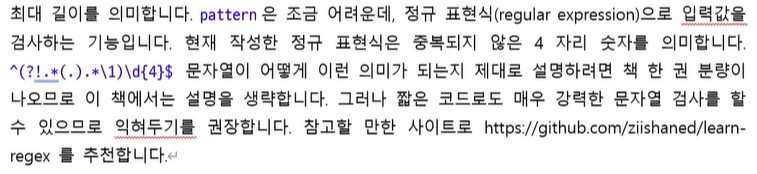 최대 길이를 의미합니다. pattern은 조금 어려운데, 정규 표현식(regular expression)으로 입력값을
검사하는 기능입니다. 현재 작성한 정규 표현식은 중복되지 않은 4 자리 숫자를 의미합니다.
^(?!.*(.).*\1)\d{4}$ 문자열이 어떻게 이런 의미가 되는지 제대로 설명하려면 책 한 권 분량이
나오므로 이 책에서는 설명을 생략합니다. 그러나 짧은 코드로도 매우 강력한 문자열 검사를 할
수 있으므로 익혀두기를 권장합니다. 참고할 만한 사이트로 https://github.com/ziishaned/learn-
regex 를 추천합니다.↵